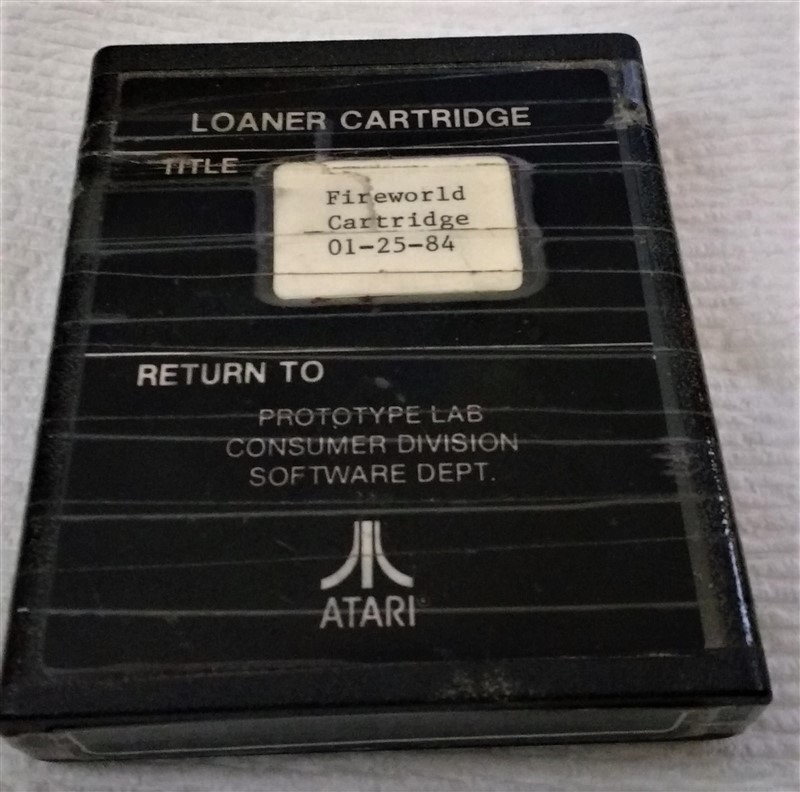 LOANER CARTRIDGE
TITLE
Fireworld
Cartridge
01-25-84
RETURN TO
PROTOTYPE LAB
CONSUMER DIVISION
SOFTWARE DEPT.
ATARI